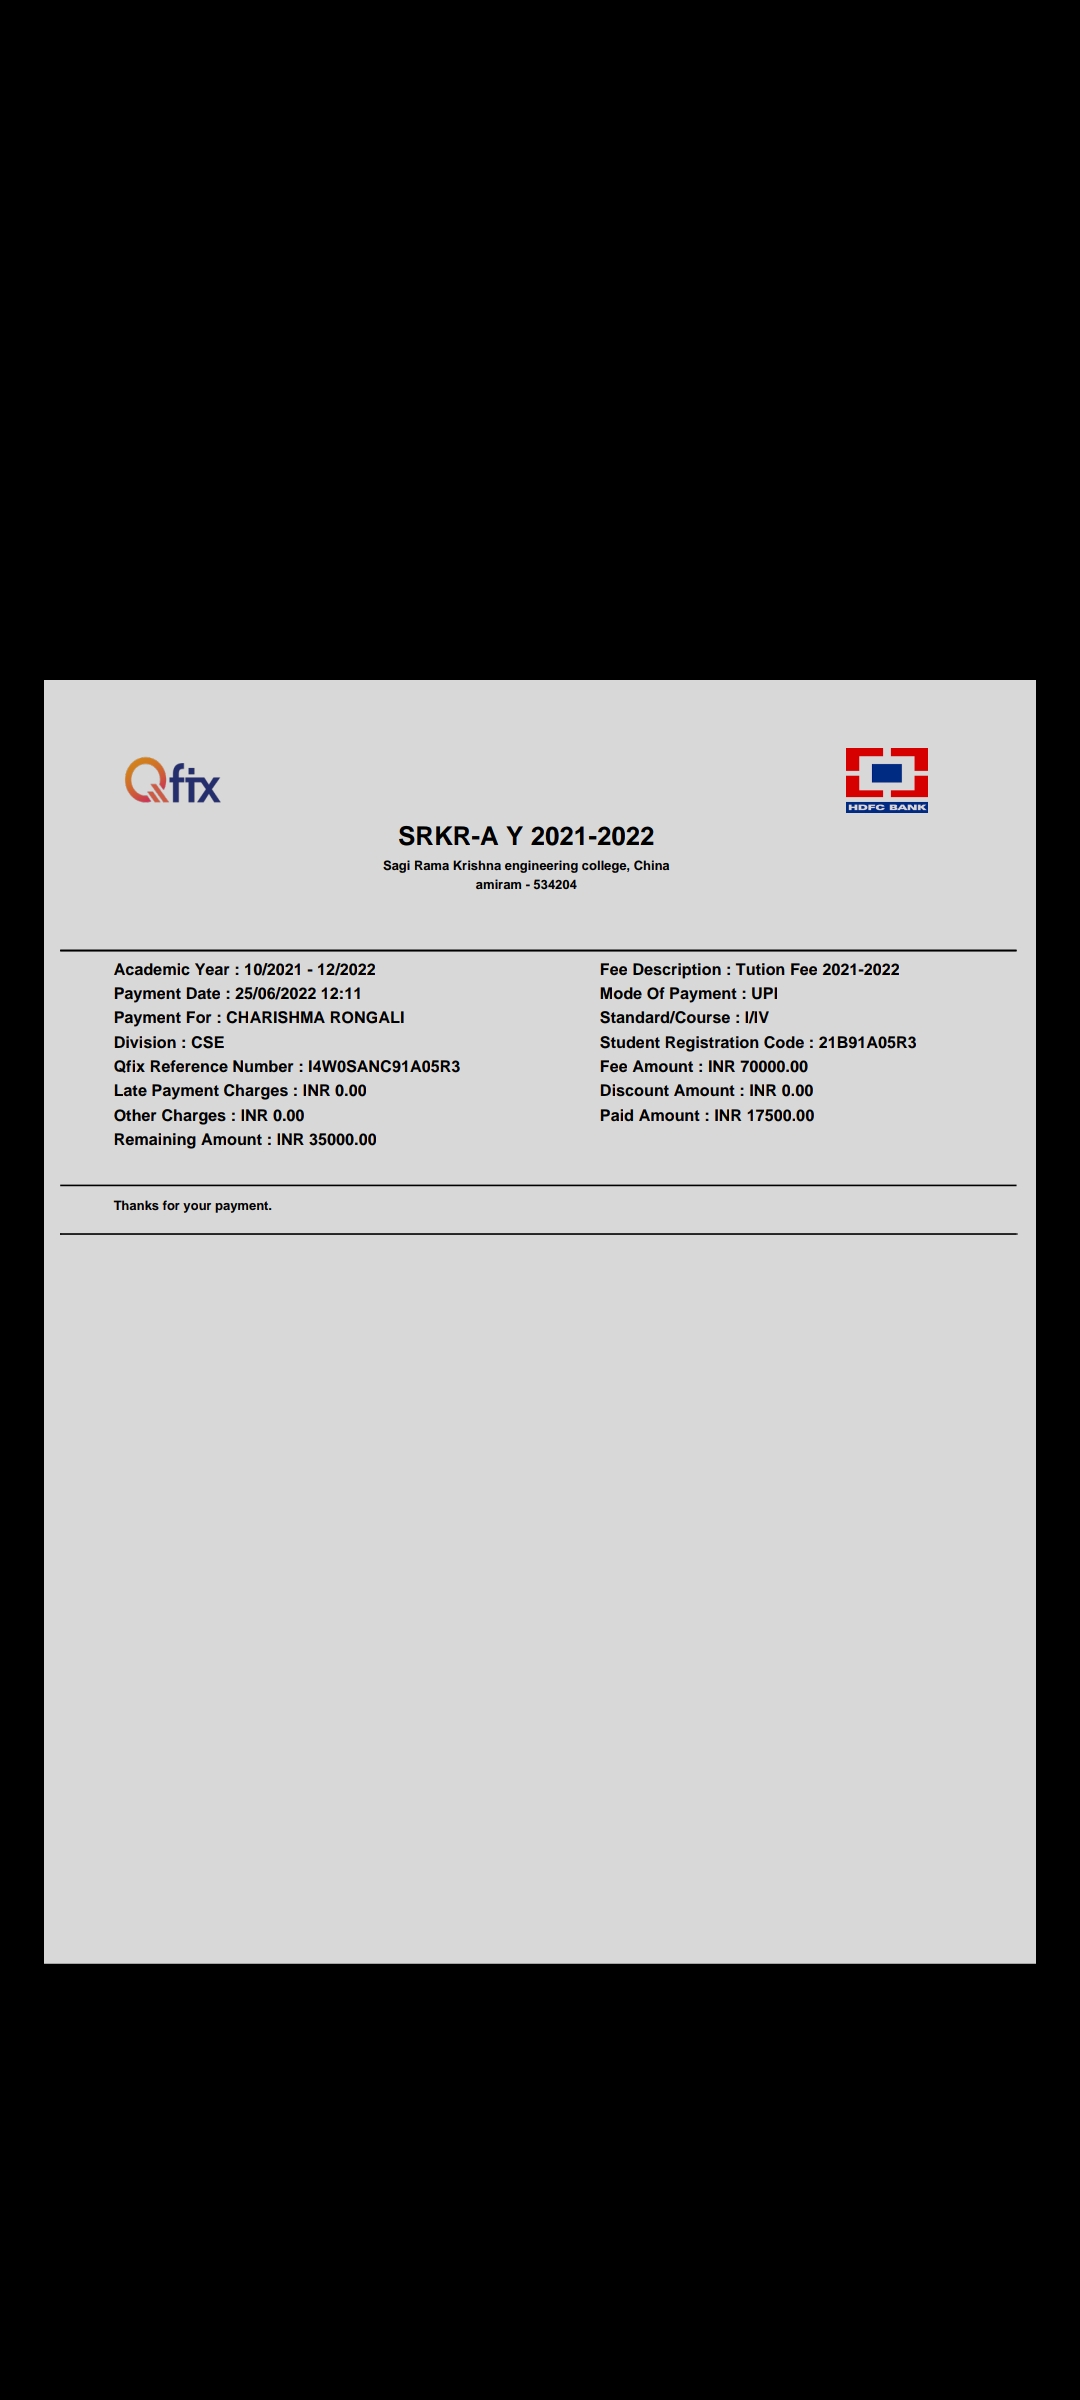 Qfix
HDFC BANK
SRKR-A Y 2021-2022
Sagi Rama Krishna engineering college, China
amiram - 534204
Academic Year : 10/2021 - 12/2022
Fee Description : Tution Fee 2021-2022
Payment Date : 25/06/2022 12:11
Mode Of Payment : UPI
Payment For : CHARISHMA RONGALI
Standard/Course : I/IV
Division : CSE
Student Registration Code : 21B91A05R3
Qfix Reference Number : I4W0SANC91A05R3
Fee Amount : INR 70000.00
Late Payment Charges : INR 0.00
Discount Amount : INR 0.00
Other Charges : INR 0.00
Paid Amount : INR 17500.00
Remaining Amount : INR 35000.00
Thanks for your payment.